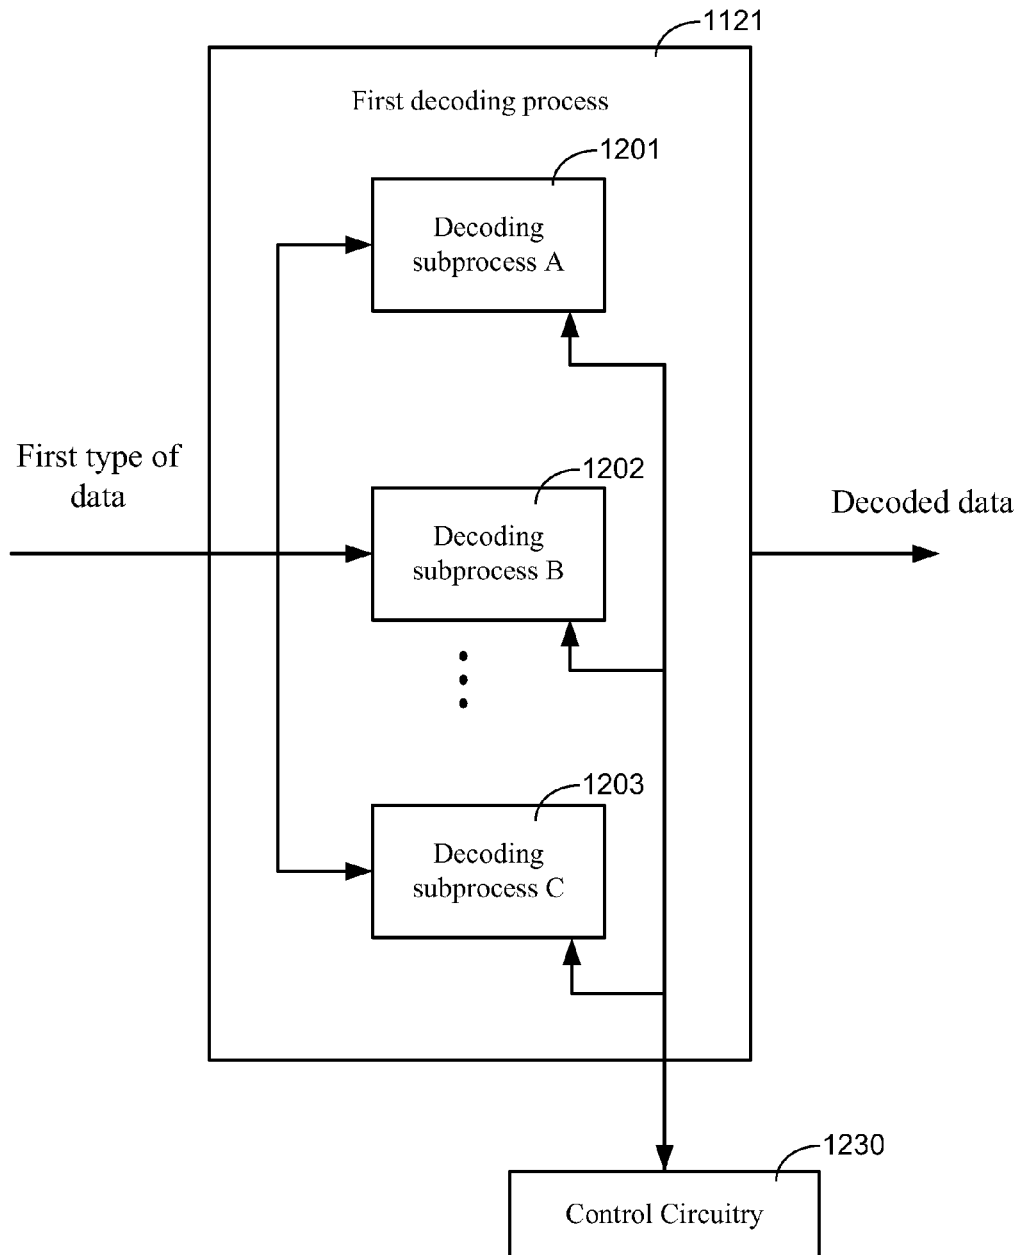 1121
First decoding process
1201
Decoding
subprocess A
First type of
data
1202
Decoding
subprocess B
Decoded data
1203
Decoding
subprocess C
1230
Control Circuitry